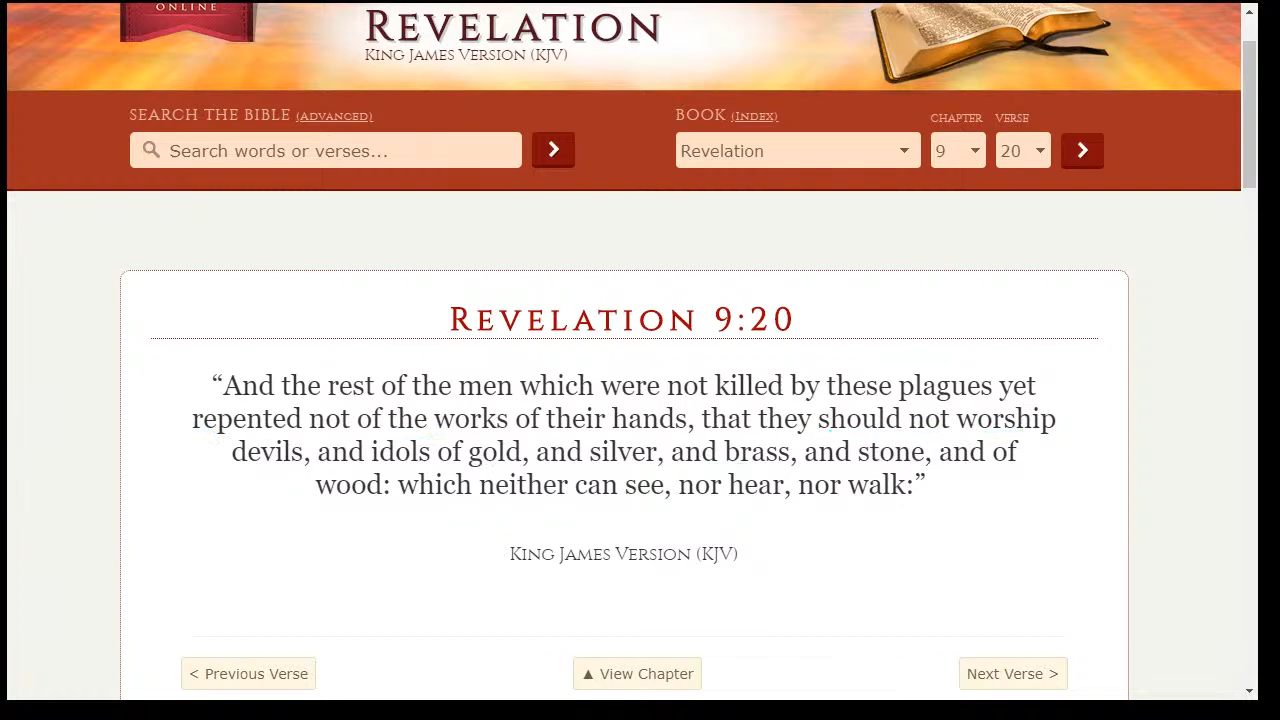 ONLINE
REVELATION
KING JAMES VERSION (KJV)
SEARCH THE BIBLE (ADVANCED)
BOOK (INDEX)
CHAPTER
VERSE
Search words or verses...
Revelation
9
20
REVELATION 9:20
“And the rest of the men which were not killed by these plagues yet
repented not of the works of their hands, that they should not worship
devils, and idols of gold, and silver, and brass, and stone, and of
wood: which neither can see, nor hear, nor walk:”
KING JAMES VERSION (KJV)
< Previous Verse
▲ View Chapter
Next Verse >